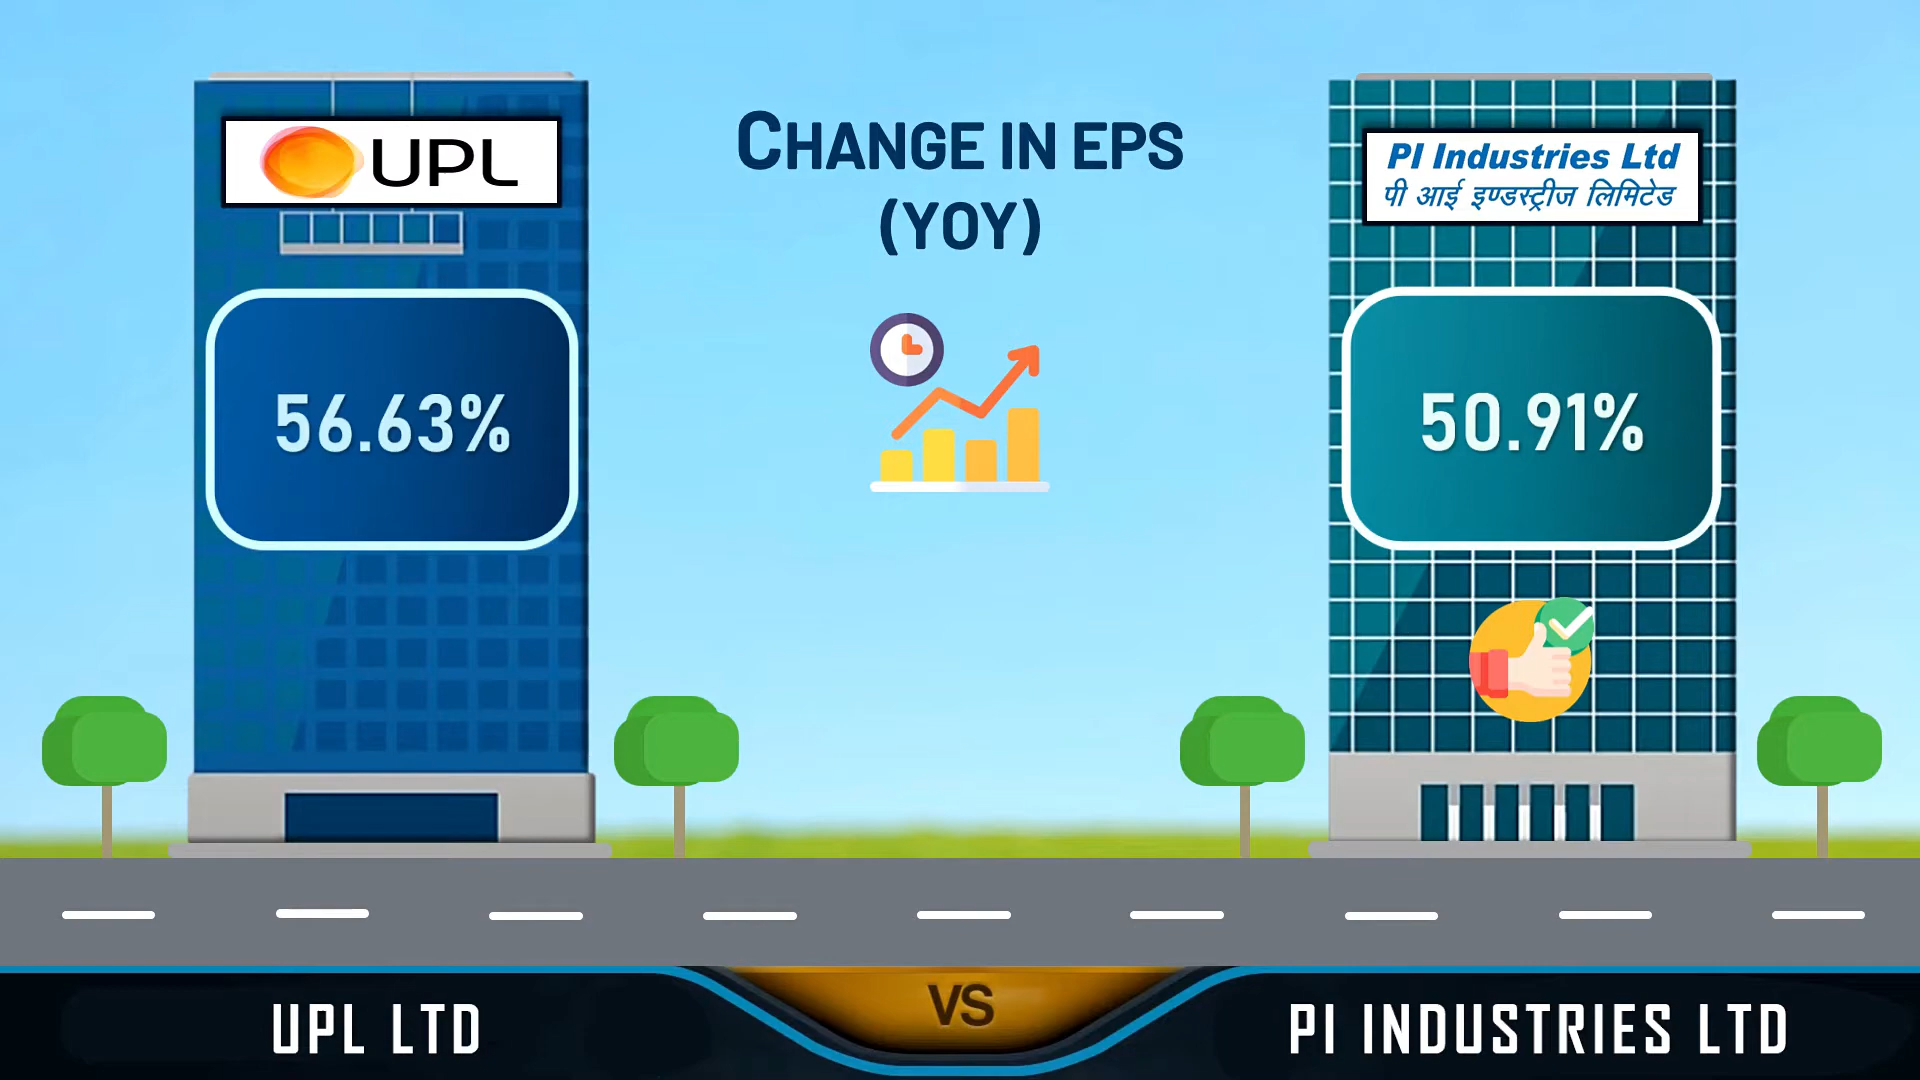 UPL
CHANGE IN EPS
(YOY)
PI Industries Ltd
पी आई इण्डस्ट्रीज लिमिटेड
56.63%
50.91%
UPL LTD
VS
PI INDUSTRIES LTD